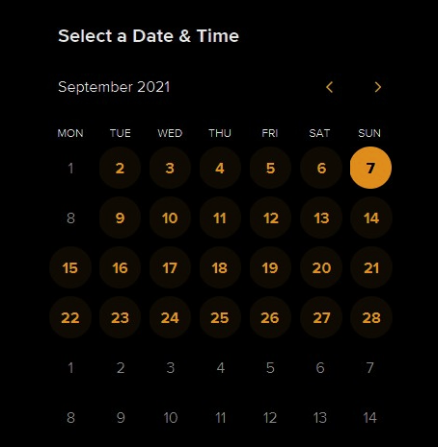 Select a Date & Time
September 2021 < >
MON TUE WED THU FRI SAT SUN
1 2 3 4 5 6 7
8 9 10 11 12 13 14
15 16 17 18 19 20 21
22 23 24 25 26 27 28
1 2 3 4 5 6 7
8 9 10 11 12 13 14